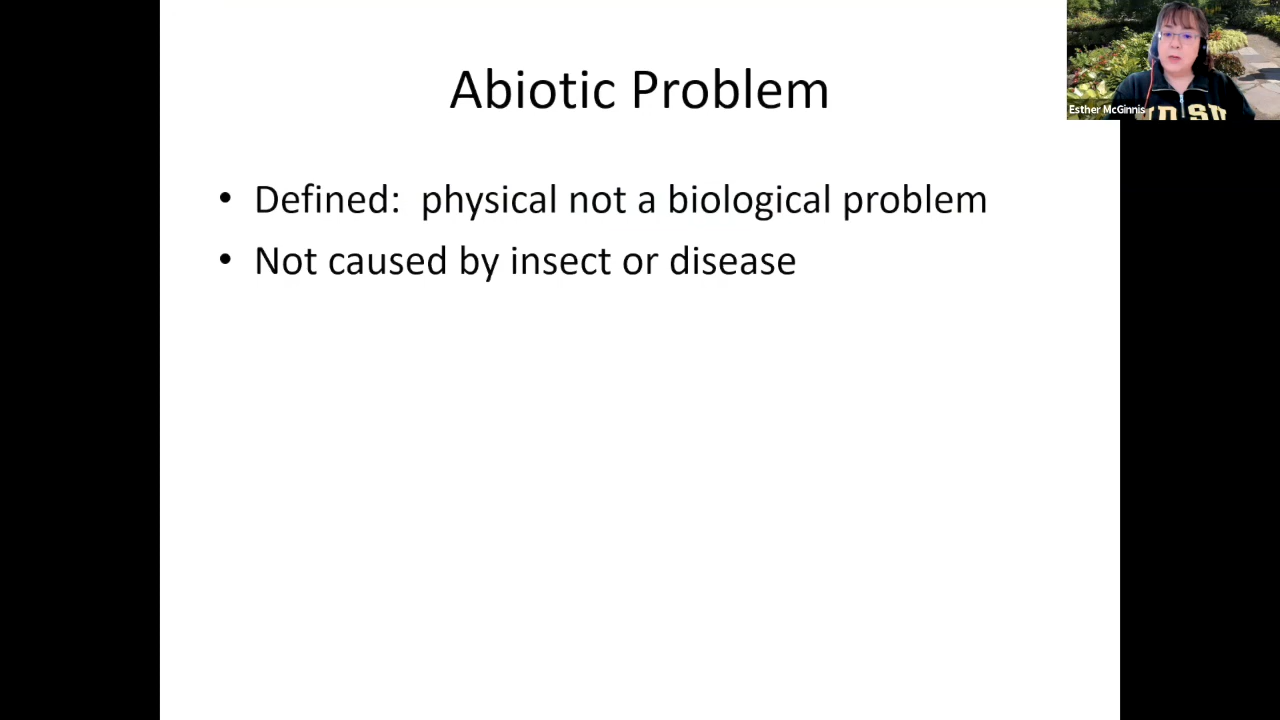 Abiotic Problem
• Defined:  physical not a biological problem
• Not caused by insect or disease
Esther McGinnis